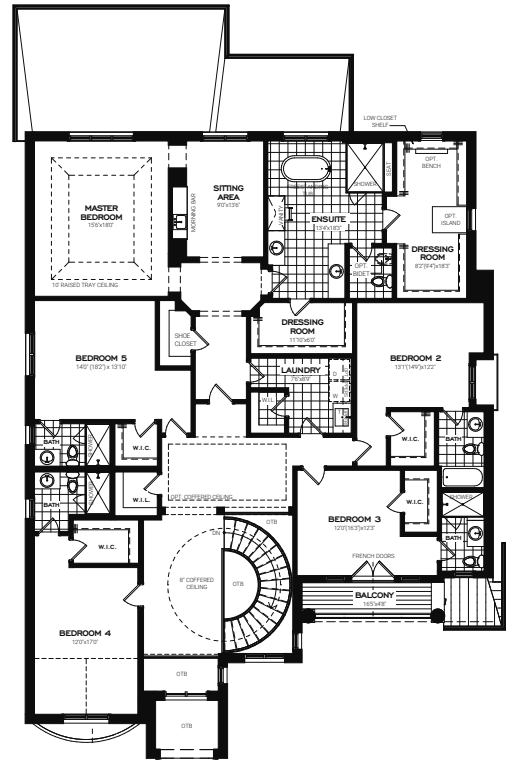 LOW CLOSET
SHELF
OPT.
BENCH
SEAT
SHOWER
MASTER
BEDROOM
15'6"x18'0"
10' RAISED TRAY CEILING
MORNING BAR
SITTING
AREA
9'0"x13'6"
VANITY
ENSUITE
13'4"x18'3"
OPT.
ISLAND
DRESSING
ROOM
8'2"(9'4")x18'3"
OPT.
BIDET
SHOE
CLOSET
DRESSING
ROOM
11'10"x6'0"
BEDROOM 5
14'0" (18'2") x 13'10"
LAUNDRY
7'6"x8'9"
D
W
W.I.L.
BEDROOM 2
13'1"(14'9")x12'2"
BATH
SHOWER
W.I.C.
W.I.C.
BATH
OPT. COFFERED CEILING
W.I.L.
BATH
SHOWER
W.I.C.
SHOWER
BATH
W.I.C.
OTB
DN
BEDROOM 3
12'0"(16'3")x12'3"
FRENCH DOORS
8" COFFERED
CEILING
OTB
BALCONY
16'5"x4'8"
BEDROOM 4
12'0"x17'0"
OTB
OTB